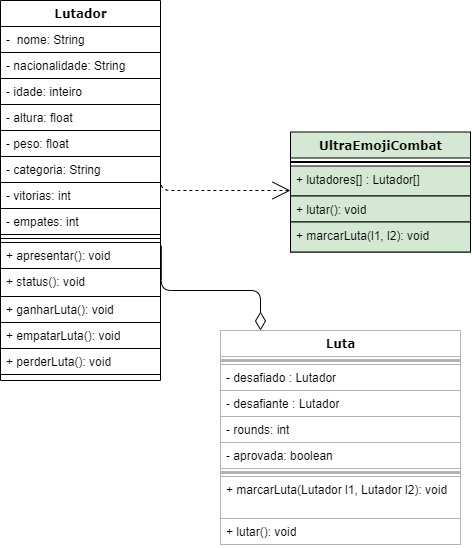 Lutador
- nome: String
- nacionalidade: String
- idade: inteiro
- altura: float
- peso: float
- categoria: String
- vitorias: int
- empates: int
+ apresentar(): void
+ status(): void
+ ganharLuta(): void
+ empatarLuta(): void
+ perderLuta(): void
UltraEmojiCombat
+ lutadores[] : Lutador[]
+ lutar(): void
+ marcarLuta(l1, l2): void
Luta
- desafiado : Lutador
- desafiante : Lutador
- rounds: int
- aprovada: boolean
+ marcarLuta(Lutador l1, Lutador l2): void
+ lutar(): void